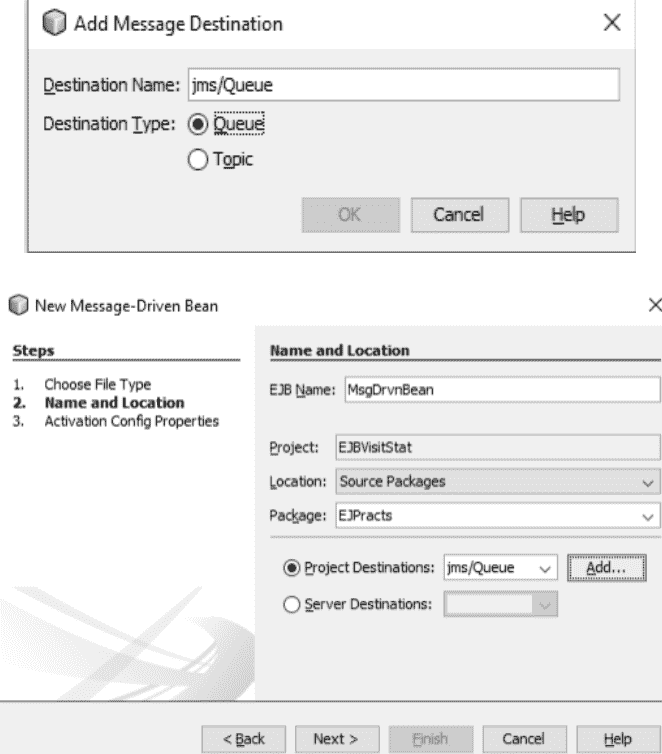 Add Message Destination
Destination Name: jms/Queue
Destination Type: Queue
Topic
OK Cancel Help
New Message-Driven Bean
Steps
1. Choose File Type
2. Name and Location
3. Activation Config Properties
Name and Location
EJB Name: MsgDrvnBean
Project: EJBVisitStat
Location: Source Packages
Package: EJPracts
Project Destinations: jms/Queue Add...
Server Destinations:
< Back Next > Finish Cancel Help